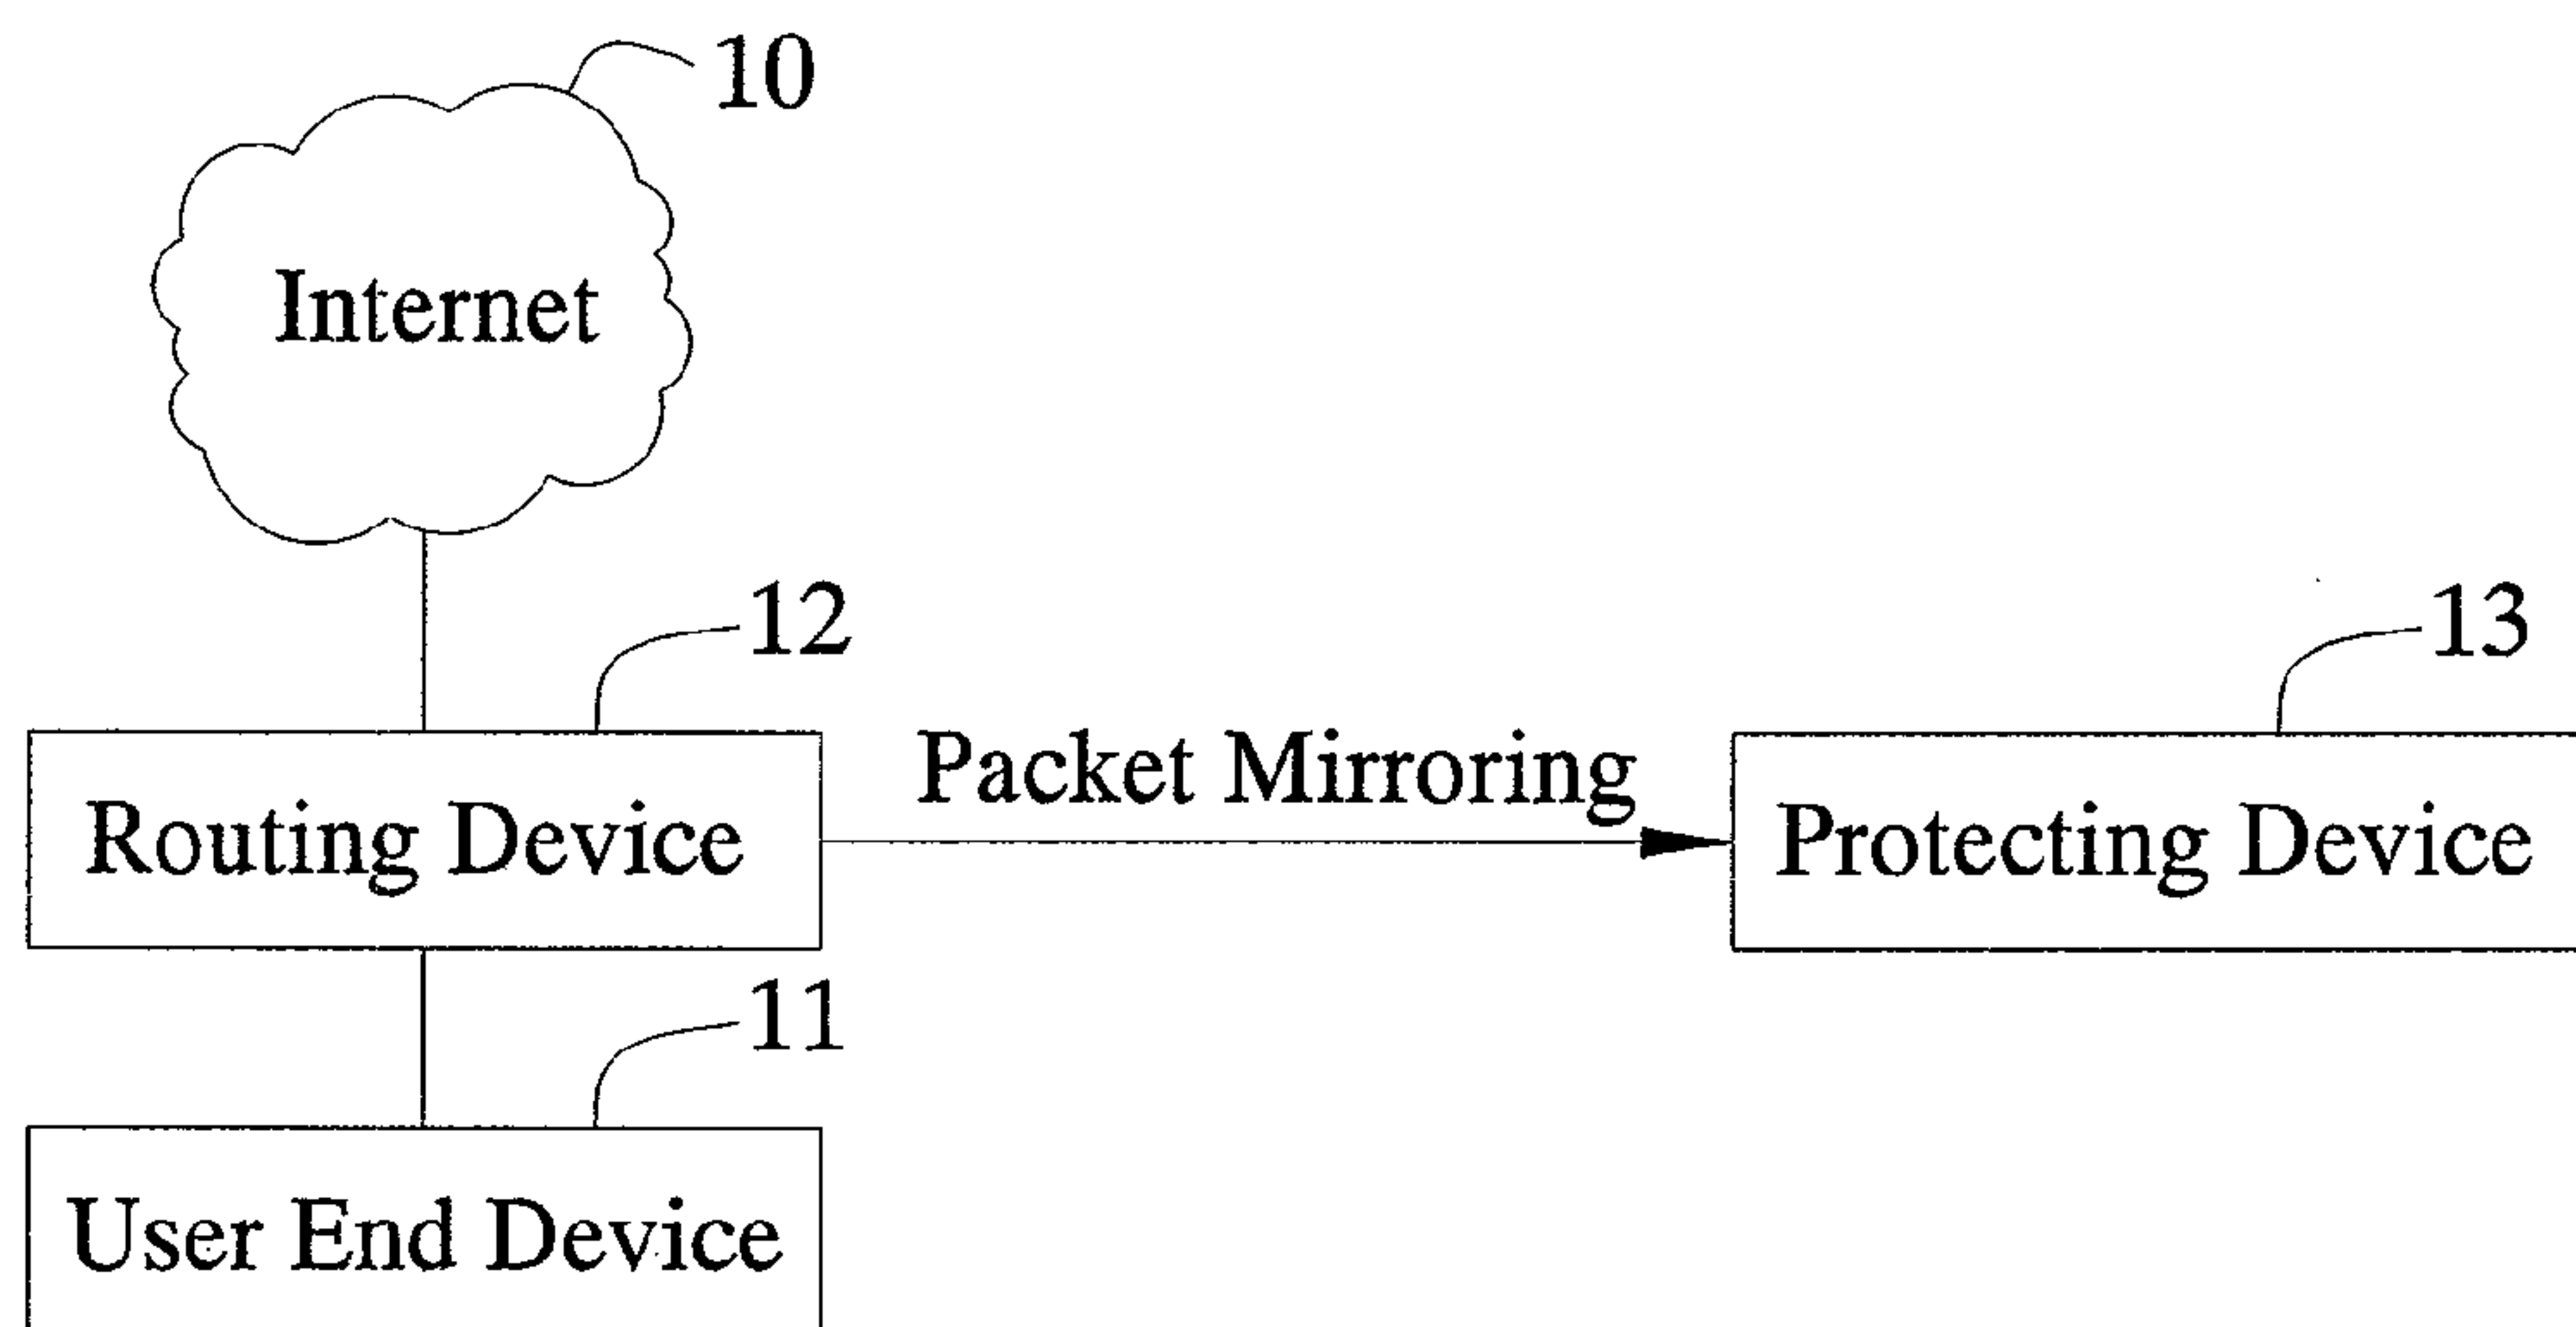 10
Internet
12
13
Packet Mirroring
Routing Device
Protecting Device
11
User End Device